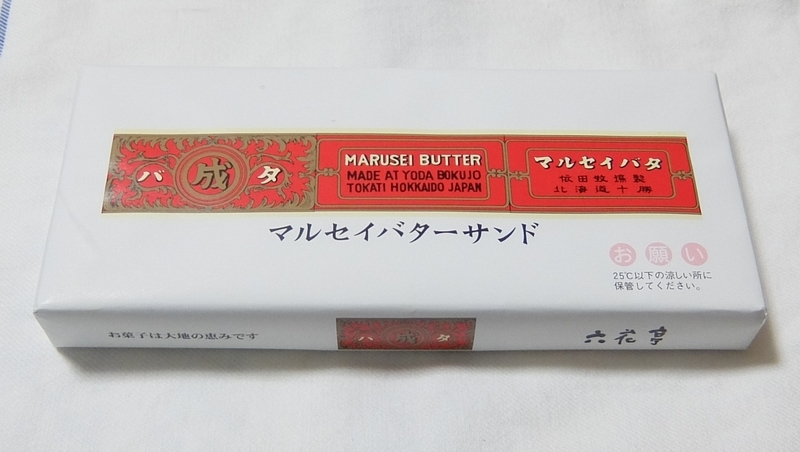 バ 成 タ
MARUSEI BUTTER
MADE AT YODA BOKUJO
TOKATI HOKKAIDO JAPAN
マルセイバタ
依田牧場製
北海道十勝
マルセイバターサンド
お願い
25℃以下の涼しい所に
保管してください。
お菓子は大地の恵みです
バ 成 タ
六花亭